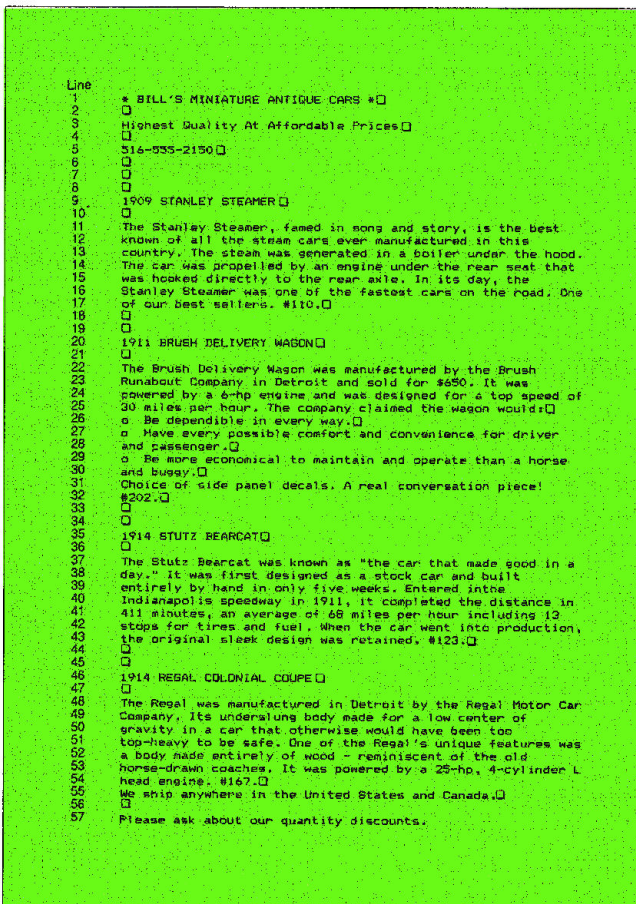 Line
1 * BILL'S MINIATURE ANTIQUE CARS *
2
3 Highest Quality At Affordable Prices
4
5 516-555-2150
6
7
8
9 1909 STANLEY STEAMER
10
11 The Stanley Steamer, famed in song and story, is the best
12 known of all the steam cars ever manufactured in this
13 country. The steam was generated in a boiler under the hood.
14 The car was propelled by an engine under the rear seat that
15 was hooked directly to the rear axle. In its day, the
16 Stanley Steamer was one of the fastest cars on the road. One
17 of our best sellers. #110.
18
19
20 1911 BRUSH DELIVERY WAGON
21
22 The Brush Delivery Wagon was manufactured by the Brush
23 Runabout Company in Detroit and sold for $650. It was
24 powered by a 6-hp engine and was designed for a top speed of
25 30 miles per hour. The company claimed the wagon would:
26 o Be dependible in every way.
27 o Have every possible comfort and convenience for driver
28 and passenger.
29 o Be more economical to maintain and operate than a horse
30 and buggy.
31 Choice of side panel decals. A real conversation piece!
32 #202.
33
34
35 1914 STUTZ BEARCAT
36
37 The Stutz Bearcat was known as "the car that made good in a
38 day." It was first designed as a stock car and built
39 entirely by hand in only five weeks. Entered inthe
40 Indianapolis speedway in 1911, it completed the distance in
41 411 minutes, an average of 68 miles per hour including 13
42 stops for tires and fuel. When the car went into production,
43 the original sleek design was retained. #123.
44
45
46 1914 REGAL COLONIAL COUPE
47
48 The Regal was manufactured in Detroit by the Regal Motor Car
49 Company. Its underslung body made for a low center of
50 gravity in a car that otherwise would have been too
51 top-heavy to be safe. One of the Regal's unique features was
52 a body made entirely of wood - reminiscent of the old
53 horse-drawn coaches. It was powered by a 25-hp, 4-cylinder L
54 head engine. #167.
55 We ship anywhere in the United States and Canada.
56
57 Please ask about our quantity discounts.